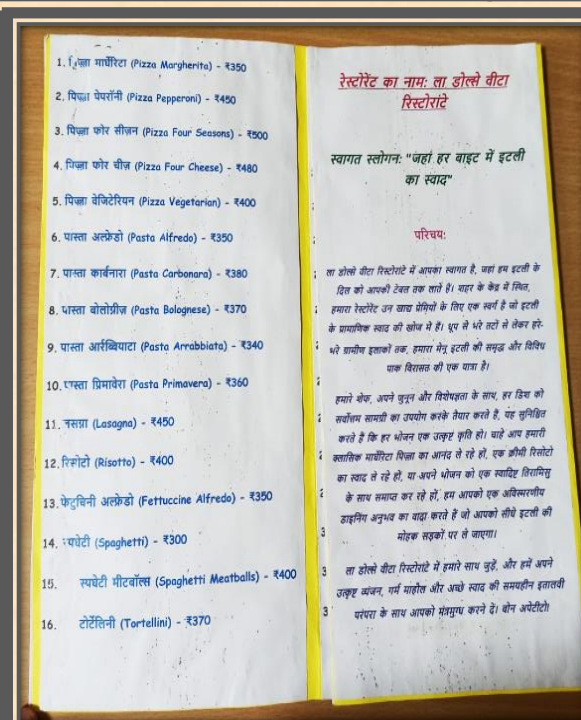 1. पिज़्ज़ा मार्घेरिटा (Pizza Margherita) - ₹350
2. पिज़्ज़ा पेपरॉनी (Pizza Pepperoni) - ₹450
3. पिज़्ज़ा फोर सीज़न (Pizza Four Seasons) - ₹500
4. पिज़्ज़ा फोर चीज़ (Pizza Four Cheese) - ₹480
5. पिज़्ज़ा वेजिटेरियन (Pizza Vegetarian) - ₹400
6. पास्ता अल्फ्रेडो (Pasta Alfredo) - ₹350
7. पास्ता कार्बनारा (Pasta Carbonara) - ₹380
8. पास्ता बोलोग्नीज़ (Pasta Bolognese) - ₹370
9. पास्ता आर्राब्बियाटा (Pasta Arrabbiata) - ₹340
10. पास्ता प्रिमावेरा (Pasta Primavera) - ₹360
11. (Lasagna) - ₹450
12. रिसोटो (Risotto) - ₹400
13. फेटुचिनी अल्फ्रेडो (Fettuccine Alfredo) - ₹350
14. स्पघेटी (Spaghetti) - ₹300
15. स्पघेटी मीटबॉल्स (Spaghetti Meatballs) - ₹400
16. टोर्टेलिनी (Tortellini) - ₹370
रेस्टोरेंट का नाम: ला डोल्से वीटा
रिस्टोरांटे
स्वागत स्लोगन: "जहां हर बाइट में इटली
का स्वाद"
परिचय:
ला डोल्से वीटा रिस्टोरांटे में आपका स्वागत है, जहां हम इटली के
दिल को आपकी टेबल तक लाते हैं। शहर के केंद्र में स्थित,
हमारा रेस्टोरेंट उन खाद्य प्रेमियों के लिए एक स्वर्ग है जो इटली
के प्रामाणिक स्वाद की खोज में हैं। धूप से भरे तटों से लेकर हरे-
भरे ग्रामीण इलाकों तक, हमारा मेनू इटली की समृद्ध और विविध
पाक विरासत की एक यात्रा है।
हमारे शेफ, अपने जुनून और विशेषज्ञता के साथ, हर डिश को
सर्वोत्तम सामग्री का उपयोग करके तैयार करते हैं, यह सुनिश्चित
करते हैं कि हर भोजन एक उत्कृष्ट कृति हो। चाहे आप हमारी
क्लासिक मार्घेरिटा पिज़्ज़ा का आनंद ले रहे हों, एक क्रीमी रिसोटो
का स्वाद ले रहे हों, या अपने भोजन को एक स्वादिष्ट तिरामिसु
के साथ समाप्त कर रहे हों, हम आपको एक अविस्मरणीय
डाइनिंग अनुभव का वादा करते हैं जो आपको सीधे इटली की
मोहक सड़कों पर ले जाएगा।
ला डोल्से वीटा रिस्टोरांटे में हमारे साथ जुड़ें, और हमें अपने
उत्कृष्ट व्यंजन, गर्म माहौल और अच्छे स्वाद की समयहीन इतालवी
परंपरा के साथ आपको मंत्रमुग्ध करने दें। बोन अपेटीटो!